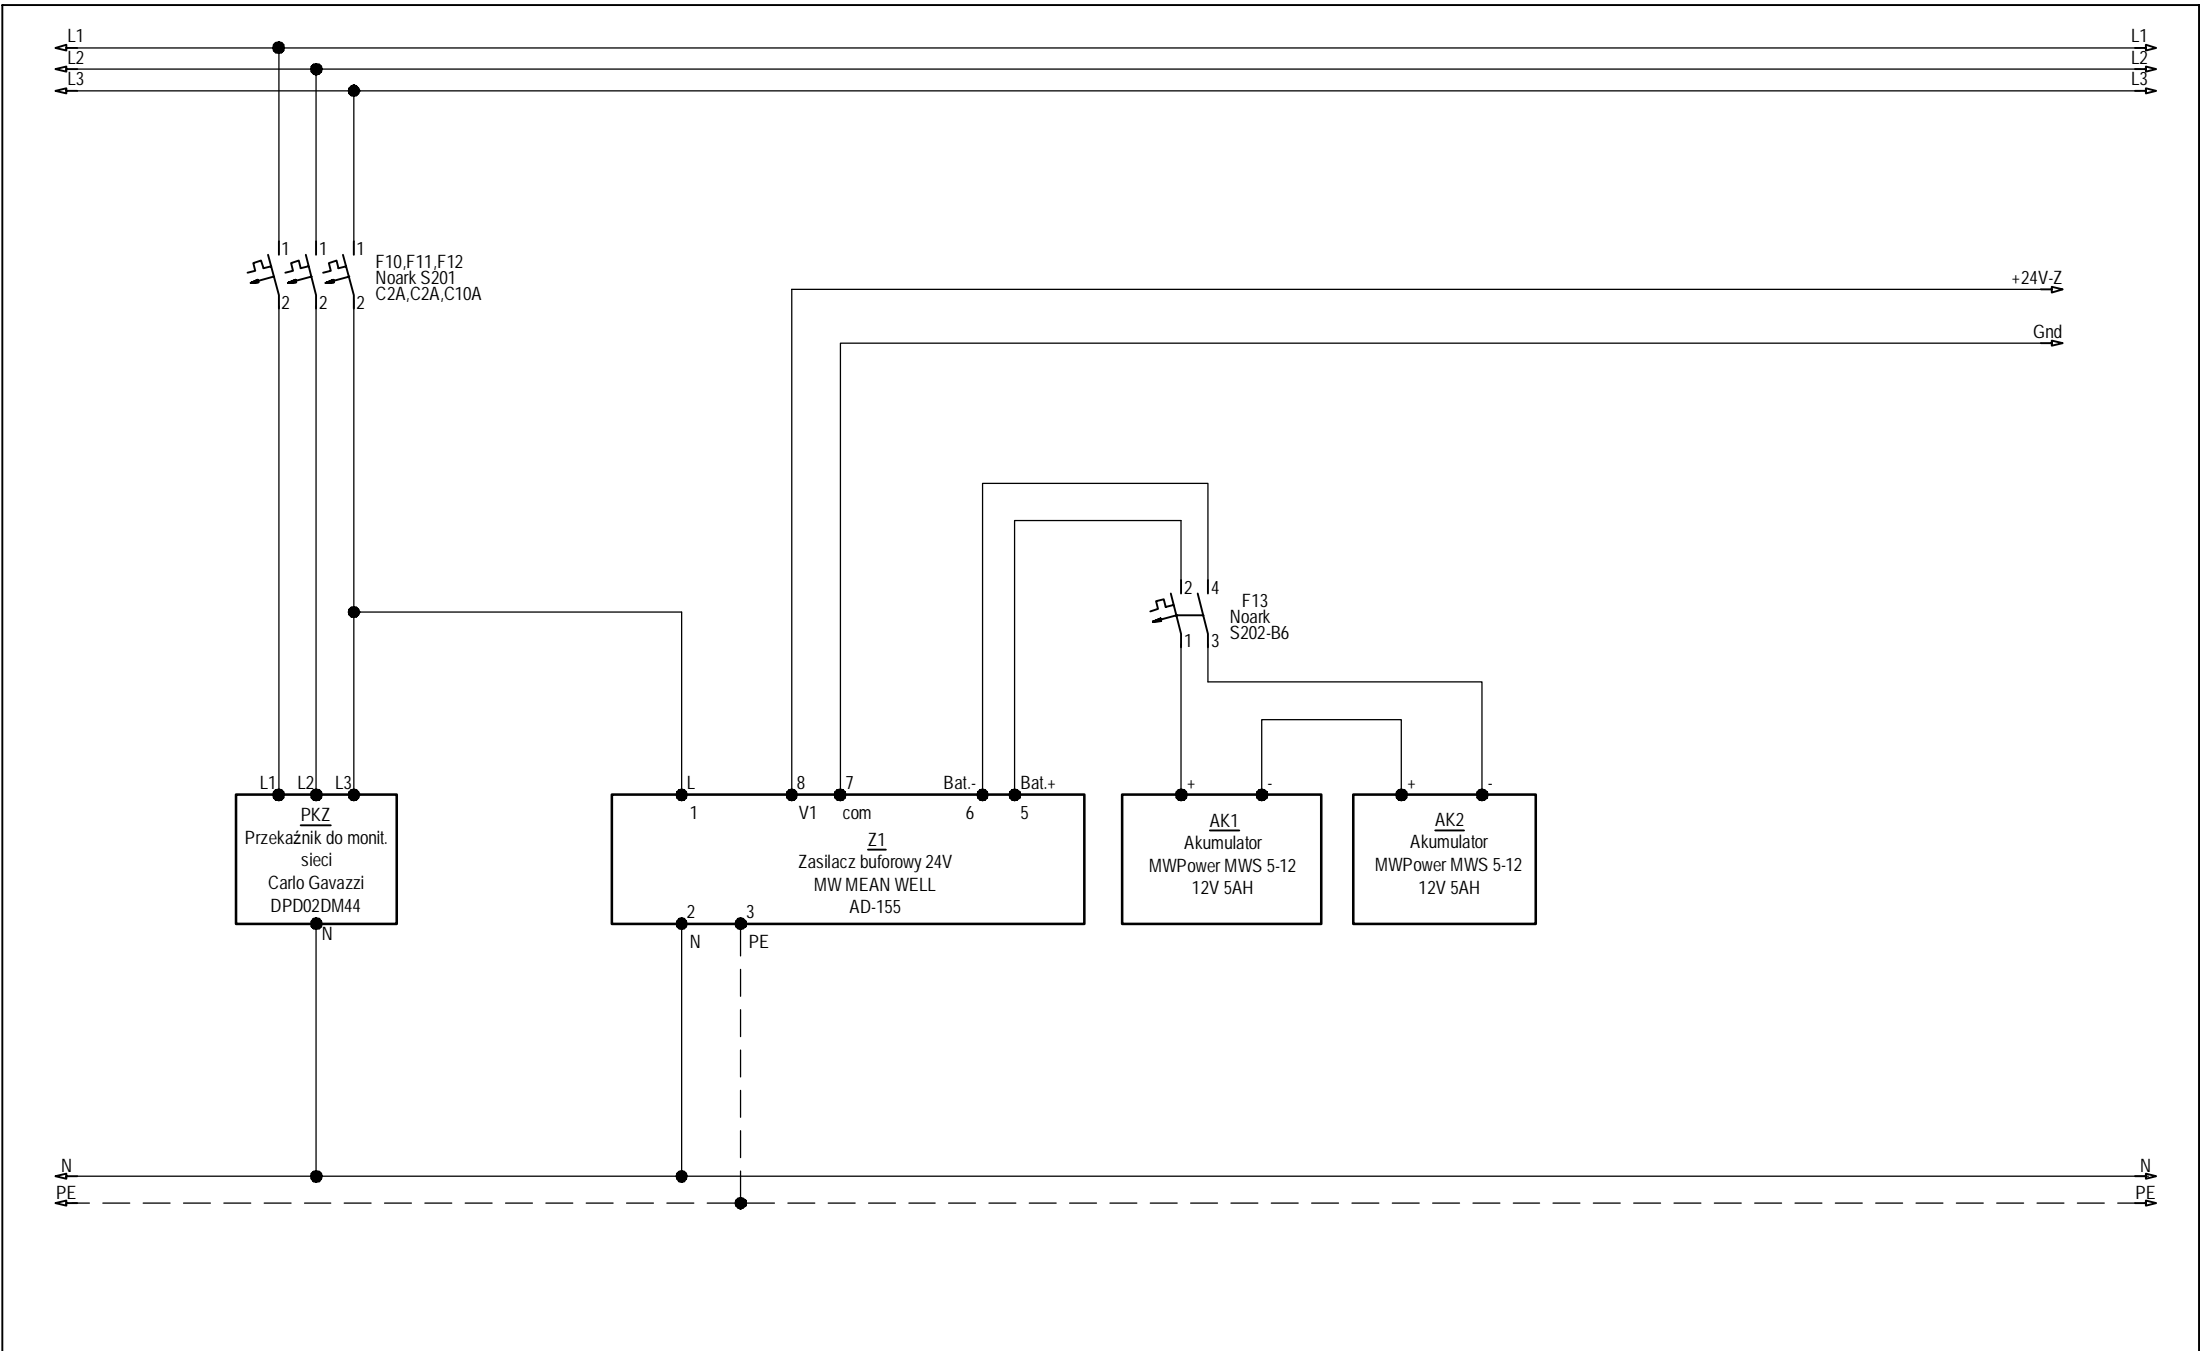 L1 L1
L2 L2
L3 L3
1 1 1
F10,F11,F12
Noark S201
C2A,C2A,C10A
2 2 2
+24V-Z
Gnd
2 4
F13
Noark
S202-B6
1 3
L1 L2 L3
PKZ
Przekaźnik do monit.
sieci
Carlo Gavazzi
DPD02DM44
N
L 8 7 Bat.- Bat.+
1 V1 com 6 5
Z1
Zasilacz buforowy 24V
MW MEAN WELL
AD-155
2 3
N PE
+ -
AK1
Akumulator
MWPower MWS 5-12
12V 5AH
+ -
AK2
Akumulator
MWPower MWS 5-12
12V 5AH
N N
PE PE